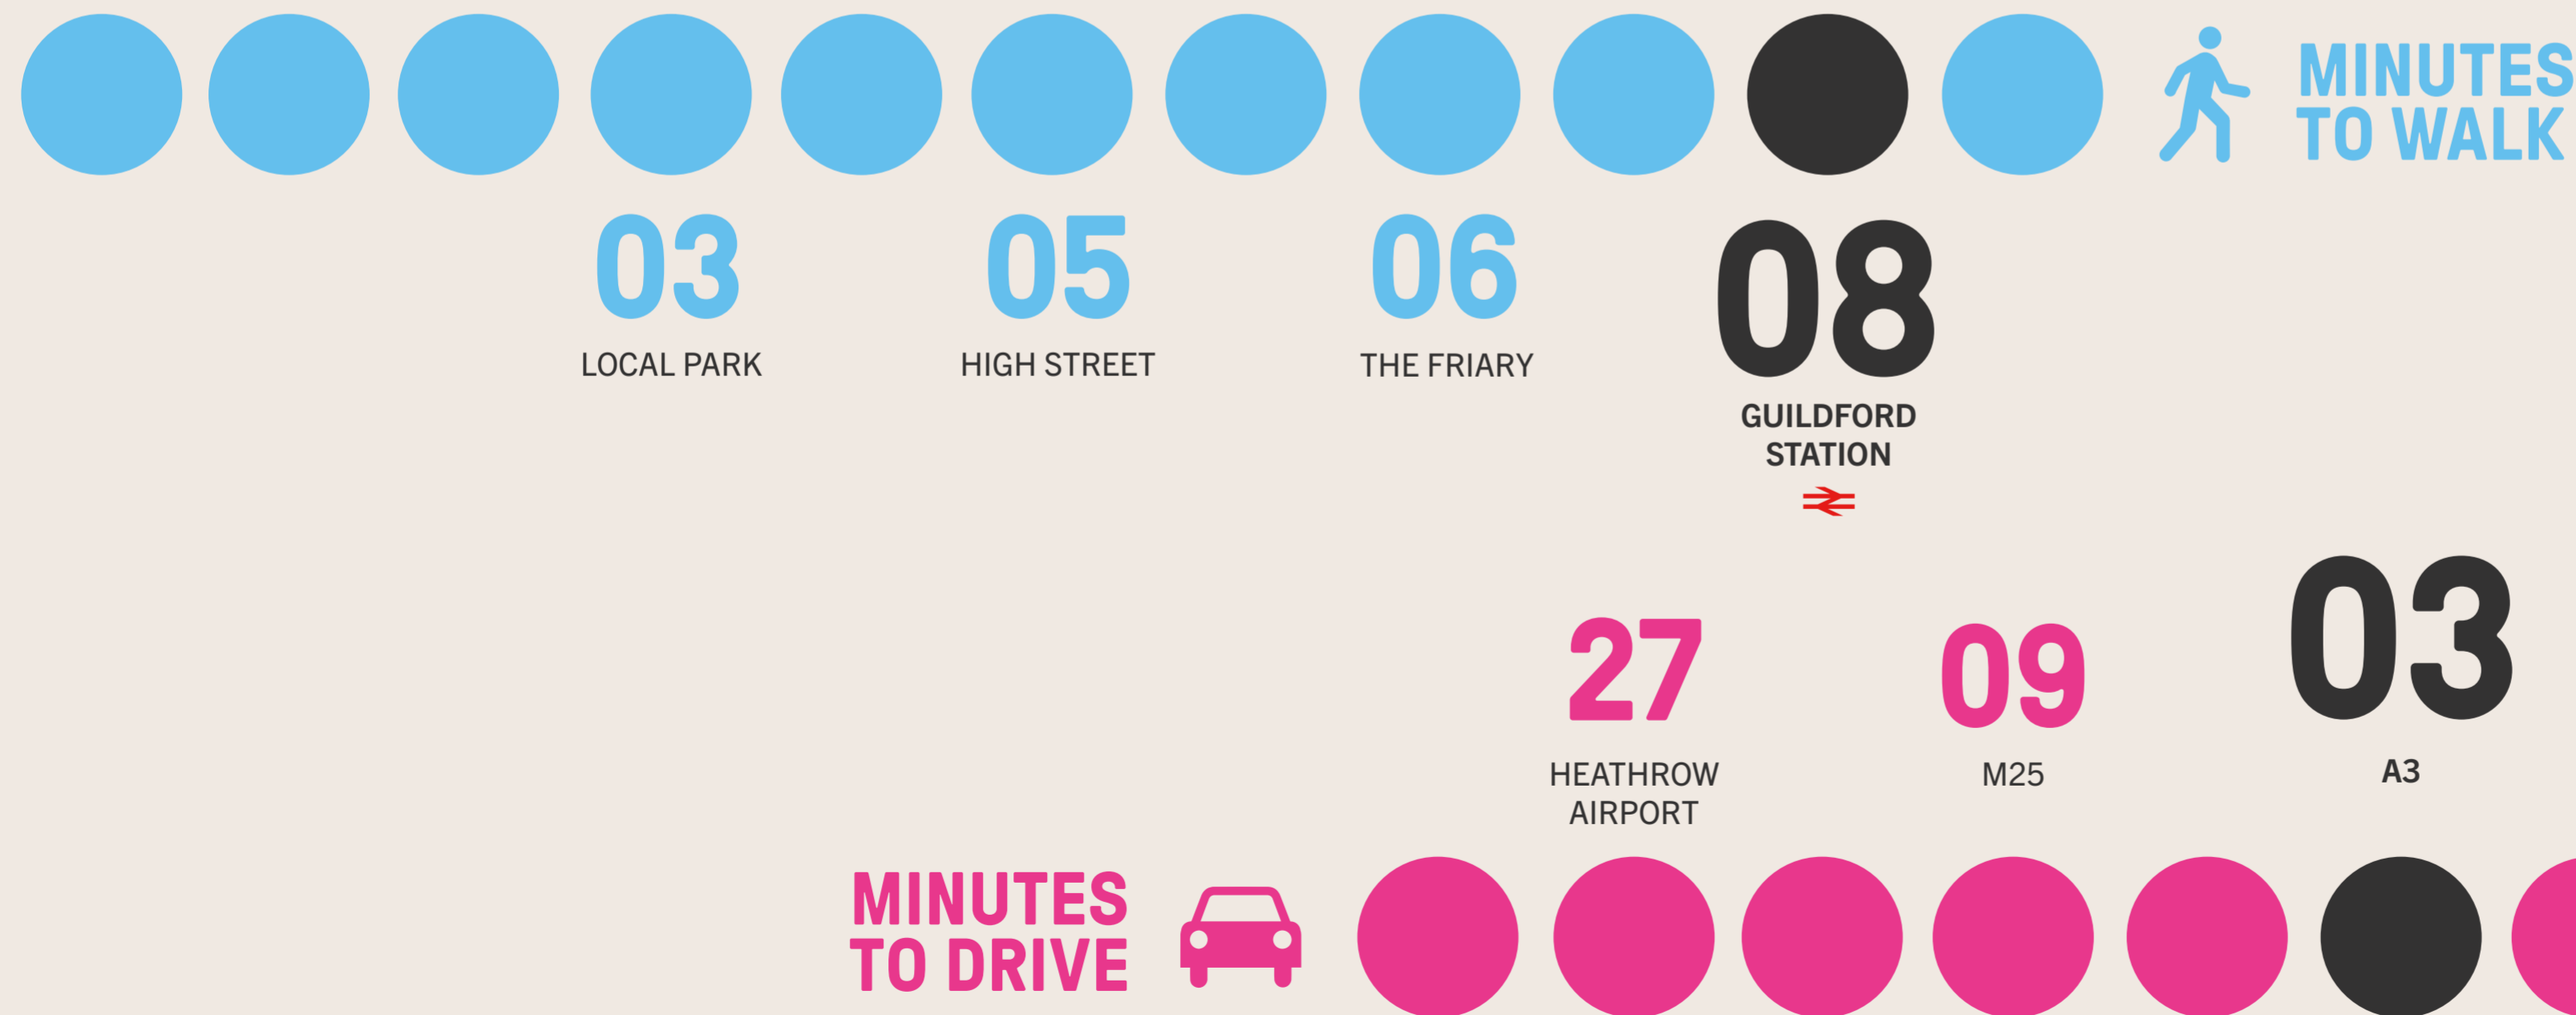 MINUTES
TO WALK
03
LOCAL PARK
05
HIGH STREET
06
THE FRIARY
08
GUILDFORD
STATION
27
HEATHROW
AIRPORT
09
M25
03
A3
MINUTES
TO DRIVE